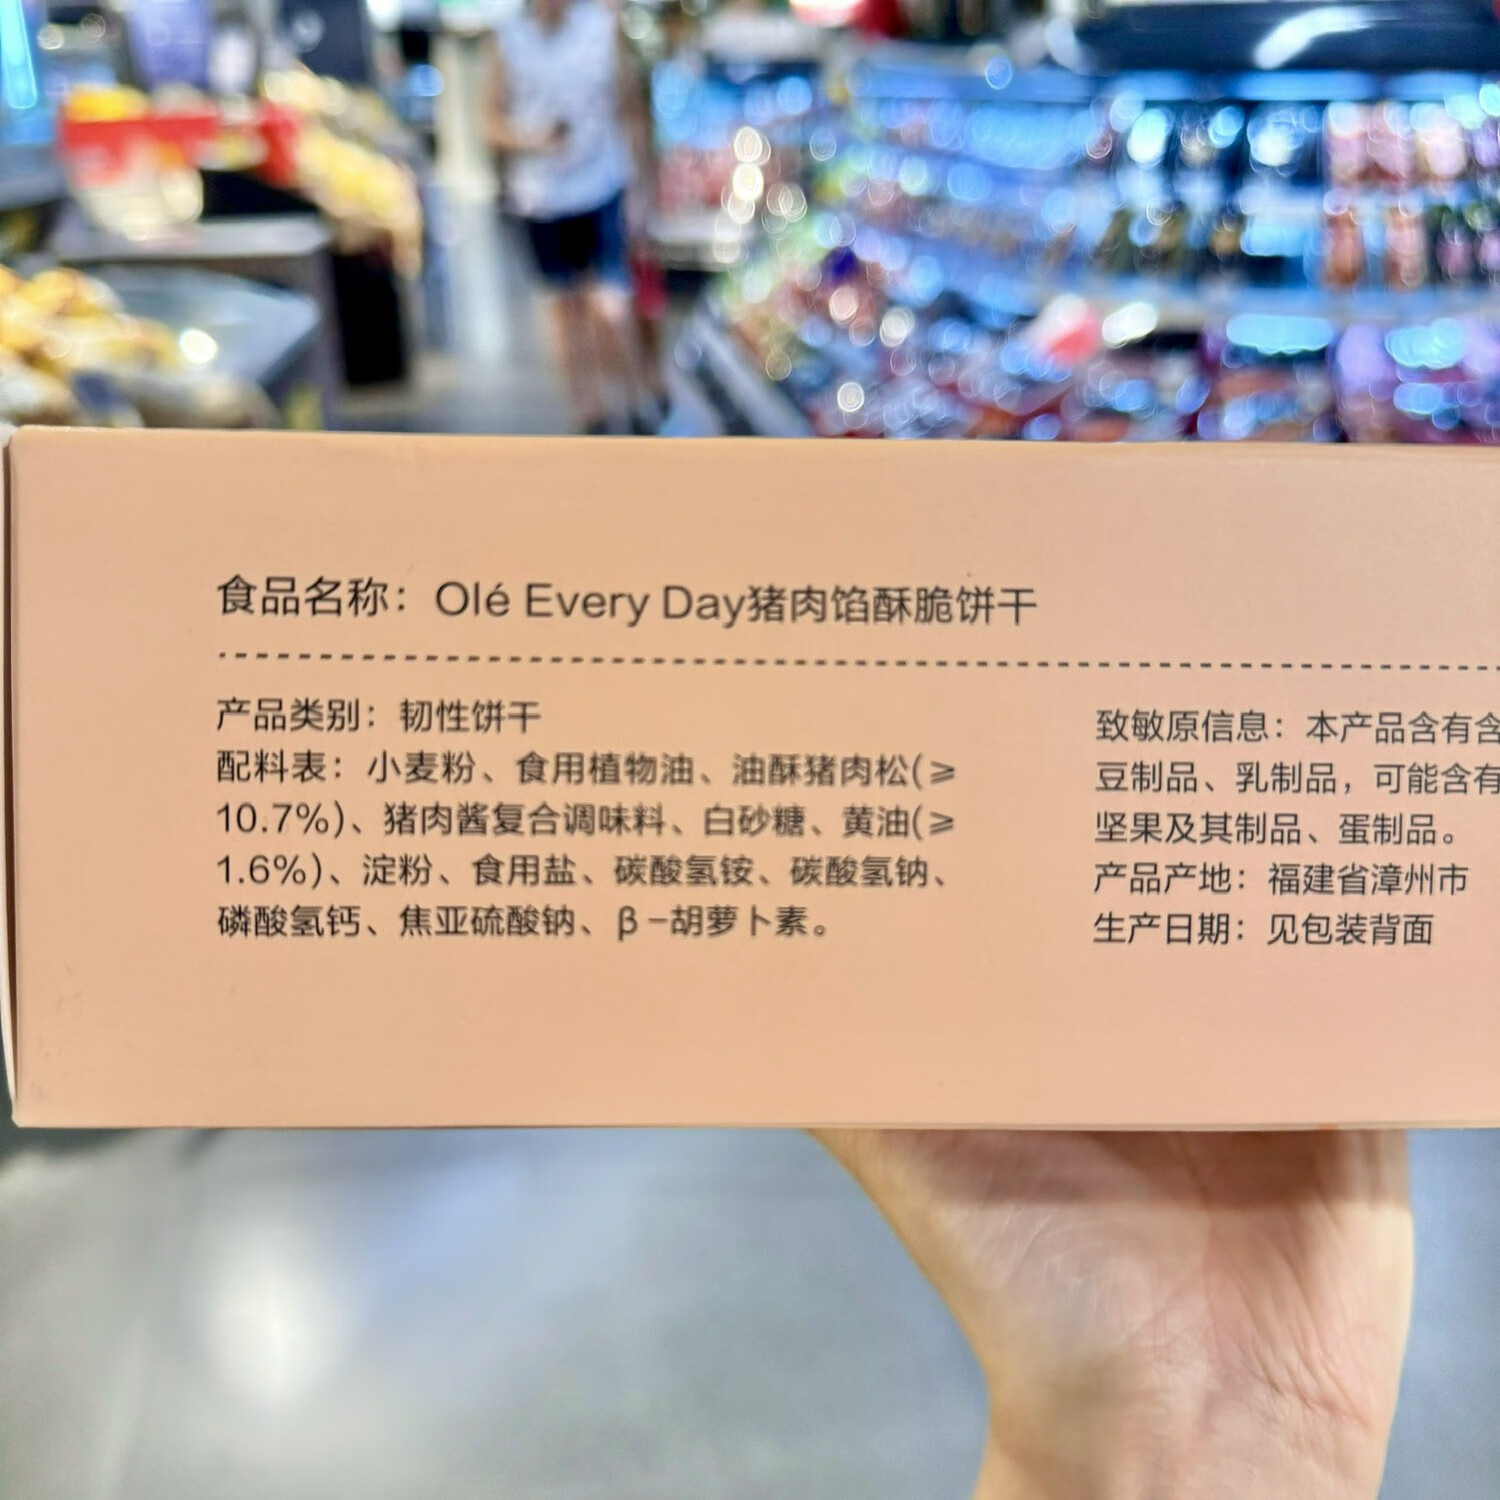 食品名称：Olé Every Day猪肉馅酥脆饼干
产品类别：韧性饼干
配料表：小麦粉、食用植物油、油酥猪肉松(≥
10.7%)、猪肉酱复合调味料、白砂糖、黄油(≥
1.6%)、淀粉、食用盐、碳酸氢铵、碳酸氢钠、
磷酸氢钙、焦亚硫酸钠、β-胡萝卜素。
致敏原信息：本产品含有含
豆制品、乳制品，可能含有
坚果及其制品、蛋制品。
产品产地：福建省漳州市
生产日期：见包装背面